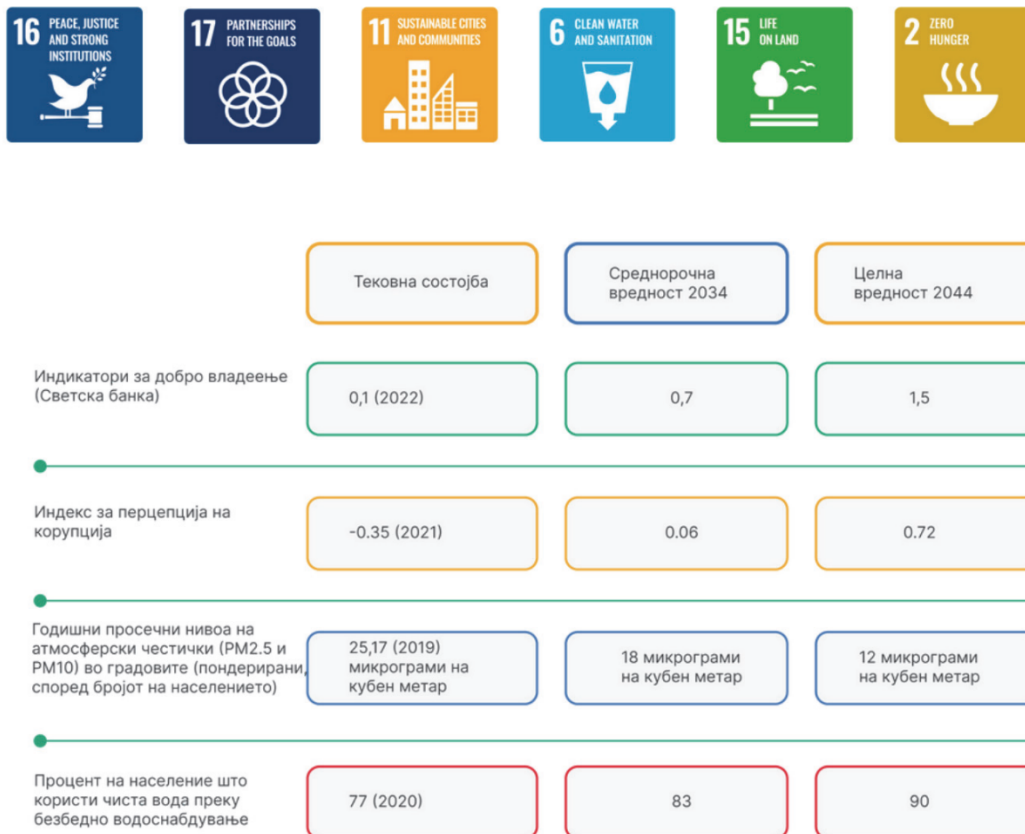 16 PEACE, JUSTICE
AND STRONG
INSTITUTIONS
17 PARTNERSHIPS
FOR THE GOALS
11 SUSTAINABLE CITIES
AND COMMUNITIES
6 CLEAN WATER
AND SANITATION
15 LIFE
ON LAND
2 ZERO
HUNGER
Тековна состојба
Среднорочна
вредност 2034
Целна
вредност 2044
Индикатори за добро владеење
(Светска банка)
0,1 (2022)
0,7
1,5
Индекс за перцепција на
корупција
-0.35 (2021)
0.06
0.72
Годишни просечни нивоа на
атмосферски честички (PM2.5 и
PM10) во градовите (пондерирани,
според бројот на населението)
25,17 (2019)
микрограми на
кубен метар
18 микрограми
на кубен метар
12 микрограми
на кубен метар
Процент на население што
користи чиста вода преку
безбедно водоснабдување
77 (2020)
83
90